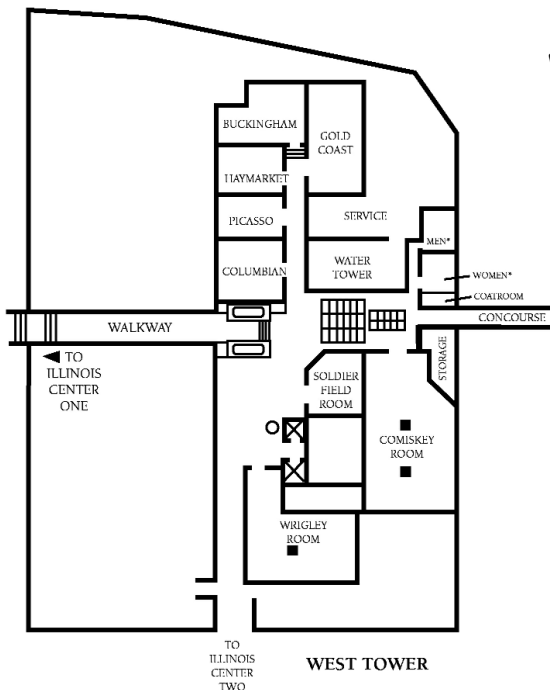 BUCKINGHAM
GOLD
COAST
HAYMARKET
PICASSO
SERVICE
MEN*
WATER
TOWER
COLUMBIAN
WOMEN*
COATROOM
WALKWAY
CONCOURSE
TO
ILLINOIS
CENTER
ONE
STORAGE
SOLDIER
FIELD
ROOM
COMISKEY
ROOM
WRIGLEY
ROOM
TO
ILLINOIS
CENTER
TWO
WEST TOWER